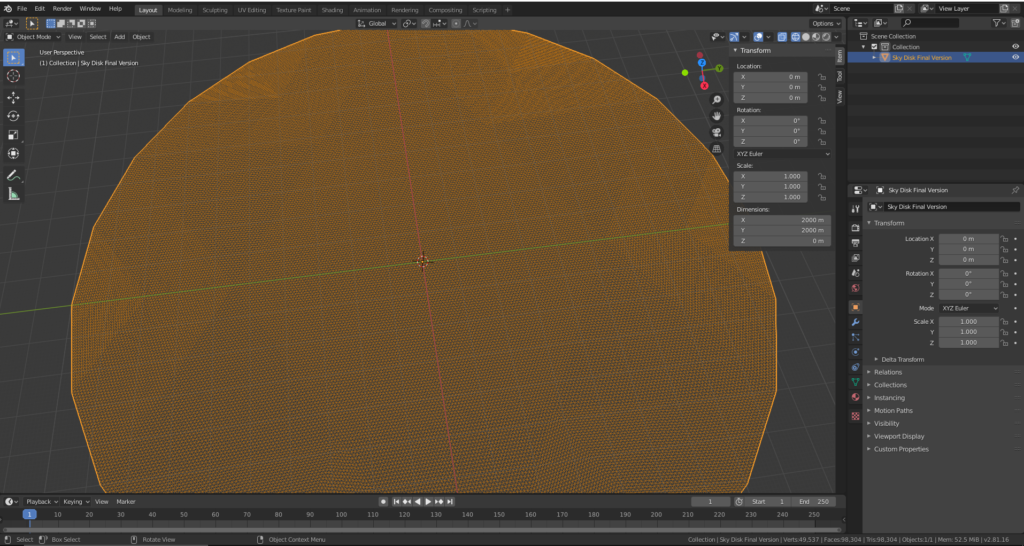 File Edit Render Window Help Layout Modeling Sculpting UV Editing Texture Paint Shading Animation Rendering Compositing Scripting + Scene View Layer
Global Options
Object Mode View Select Add Object
User Perspective
(1) Collection | Sky Disk Final Version
Scene Collection
Collection
Sky Disk Final Version
Z
Y
X
Item
Tool
View
Transform
Location:
X 0 m
Y 0 m
Z 0 m
Rotation:
X 0°
Y 0°
Z 0°
XYZ Euler
Scale:
X 1.000
Y 1.000
Z 1.000
Dimensions:
X 2000 m
Y 2000 m
Z 0 m
Sky Disk Final Version
Sky Disk Final Version
Transform
Location X 0 m
Y 0 m
Z 0 m
Rotation X 0°
Y 0°
Z 0°
Mode XYZ Euler
Scale X 1.000
Y 1.000
Z 1.000
Delta Transform
Relations
Collections
Instancing
Motion Paths
Visibility
Viewport Display
Custom Properties
Playback Keying View Marker 1 Start 1 End 250
1 10 20 30 40 50 60 70 80 90 100 110 120 130 140 150 160 170 180 190 200 210 220 230 240 250
Select Box Select Rotate View Object Context Menu Collection | Sky Disk Final Version | Verts:49,537 | Faces:98,304 | Tris:98,304 | Objects:1/1 | Mem: 52.5 MiB | v2.81.16